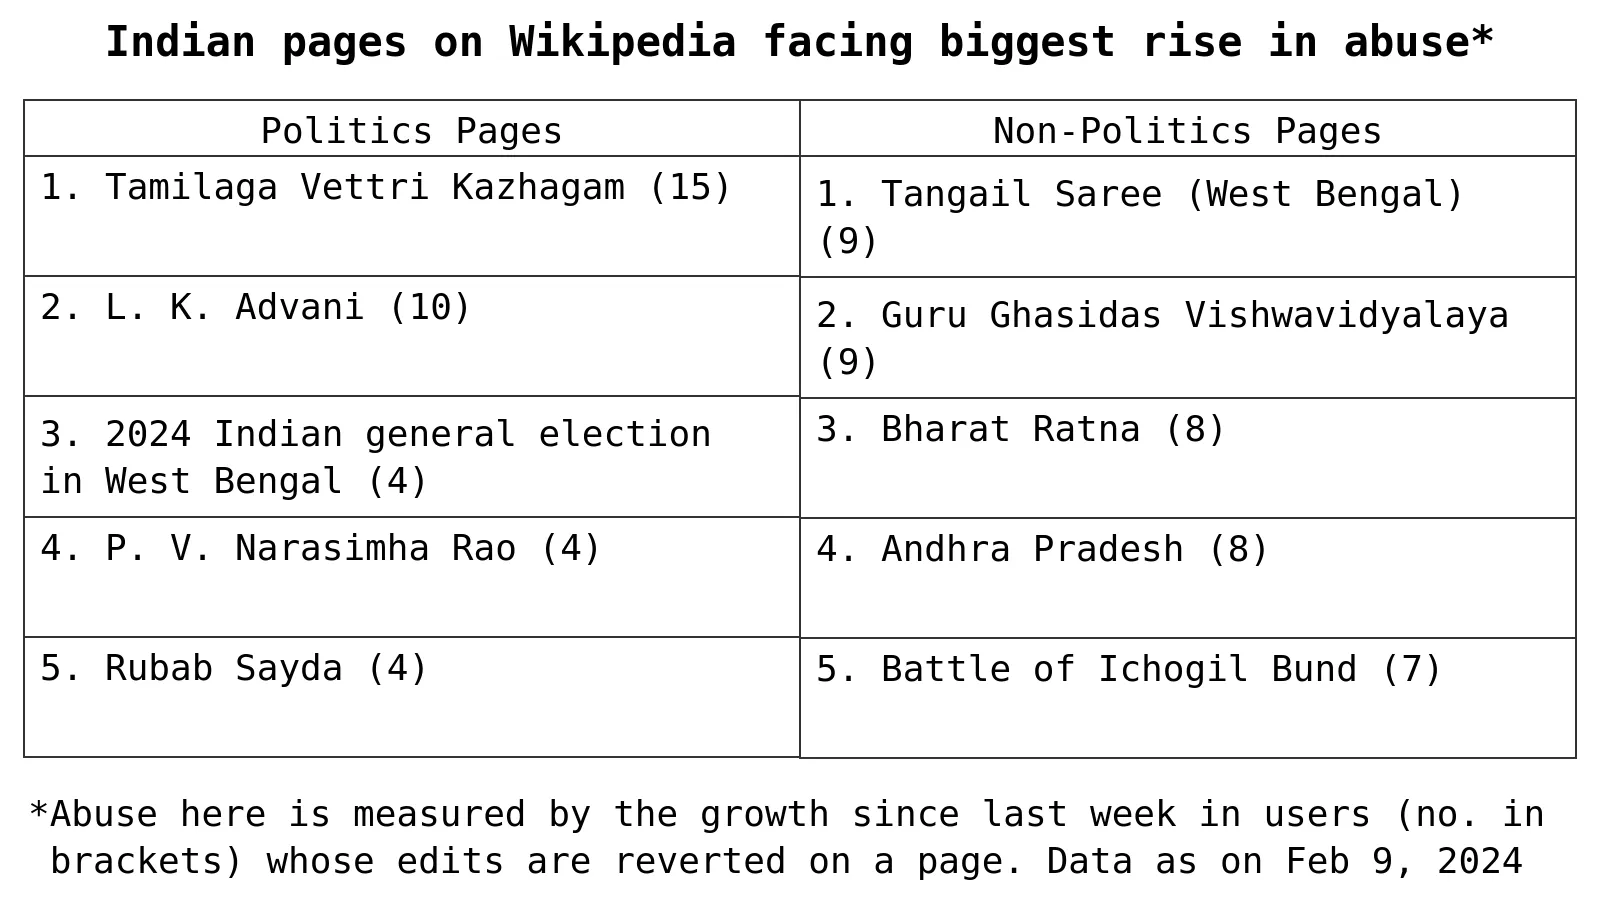 Indian pages on Wikipedia facing biggest rise in abuse*
Politics Pages
1. Tamilaga Vettri Kazhagam (15)
2. L. K. Advani (10)
3. 2024 Indian general election
in West Bengal (4)
4. P. V. Narasimha Rao (4)
5. Rubab Sayda (4)
Non-Politics Pages
1. Tangail Saree (West Bengal)
(9)
2. Guru Ghasidas Vishwavidyalaya
(9)
3. Bharat Ratna (8)
4. Andhra Pradesh (8)
5. Battle of Ichogil Bund (7)
*Abuse here is measured by the growth since last week in users (no. in
brackets) whose edits are reverted on a page. Data as on Feb 9, 2024